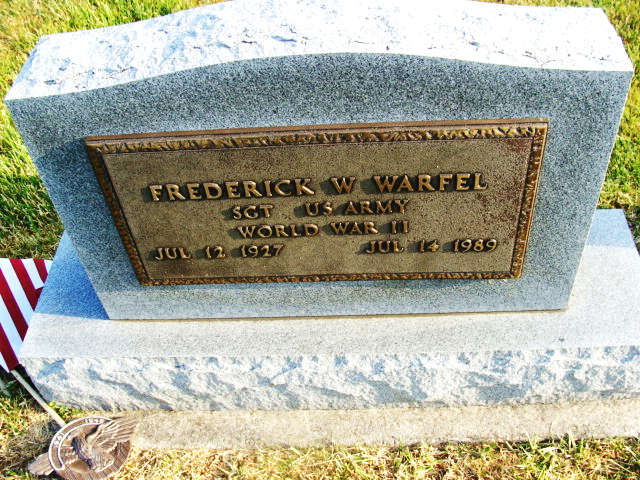 FREDERICK W WARFEL
SGT US ARMY
WORLD WAR II
JUL 12 1927 JUL 14 1989